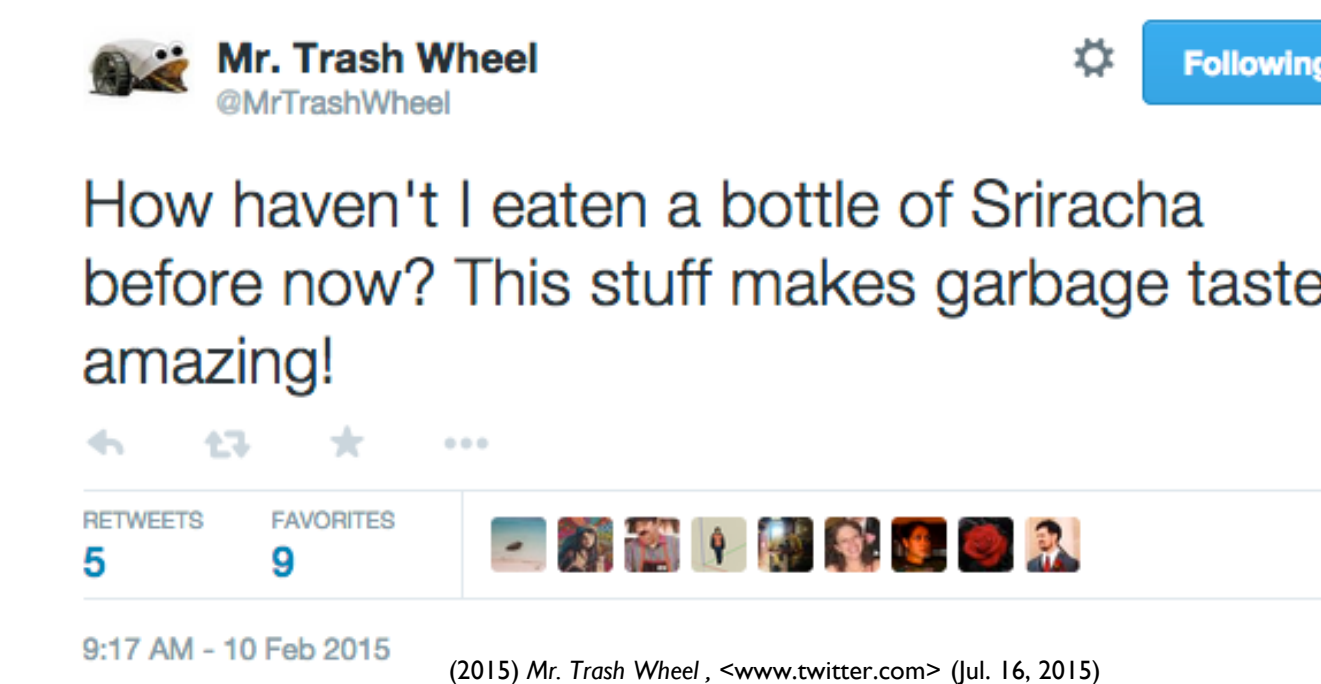 Mr. Trash Wheel
@MrTrashWheel
Following
How haven't I eaten a bottle of Sriracha
before now? This stuff makes garbage taste
amazing!
RETWEETS FAVORITES
5 9
9:17 AM - 10 Feb 2015
(2015) Mr. Trash Wheel , <www.twitter.com> (Jul. 16, 2015)